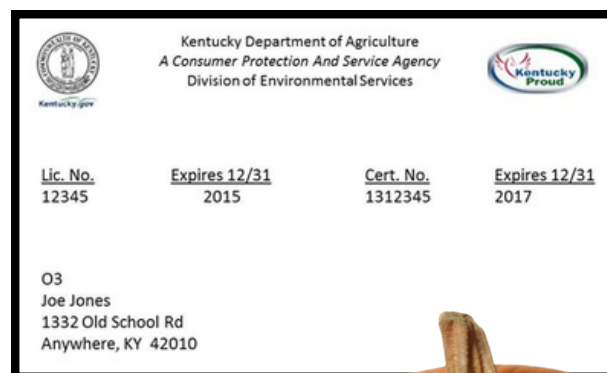 Kentucky Department of Agriculture
A Consumer Protection And Service Agency
Division of Environmental Services
Kentucky.gov
Kentucky
Proud
Lic. No. Expires 12/31 Cert. No. Expires 12/31
12345 2015 1312345 2017
O3
Joe Jones
1332 Old School Rd
Anywhere, KY 42010